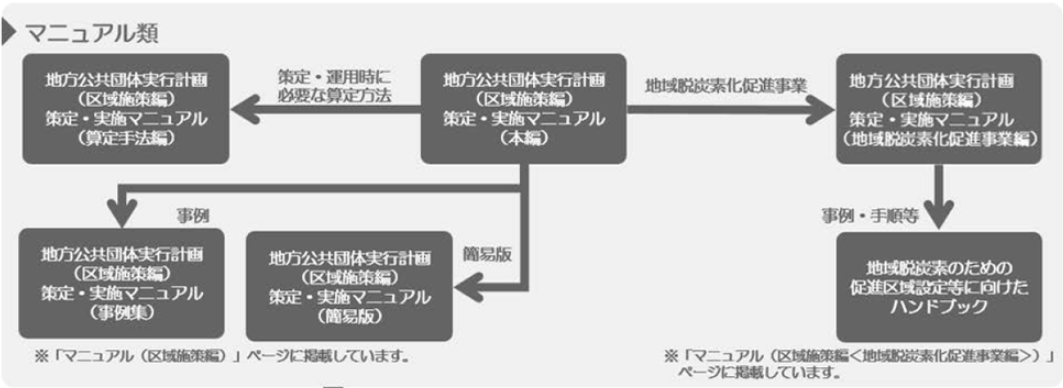 マニュアル類
地方公共団体実行計画
（区域施策編）
策定・実施マニュアル
（算定手法編）
策定・運用時に
必要な算定方法
地方公共団体実行計画
（区域施策編）
策定・実施マニュアル
（本編）
地域脱炭素化促進事業
地方公共団体実行計画
（区域施策編）
策定・実施マニュアル
（地域脱炭素化促進事業編）
事例
地方公共団体実行計画
（区域施策編）
策定・実施マニュアル
（事例集）
地方公共団体実行計画
（区域施策編）
策定・実施マニュアル
（簡易版）
簡易版
事例・手順等
地域脱炭素のための
促進区域設定等に向けた
ハンドブック
※「マニュアル（区域施策編）」ページに掲載しています。
※「マニュアル（区域施策編＜地域脱炭素化促進事業編＞）」
ページに掲載しています。